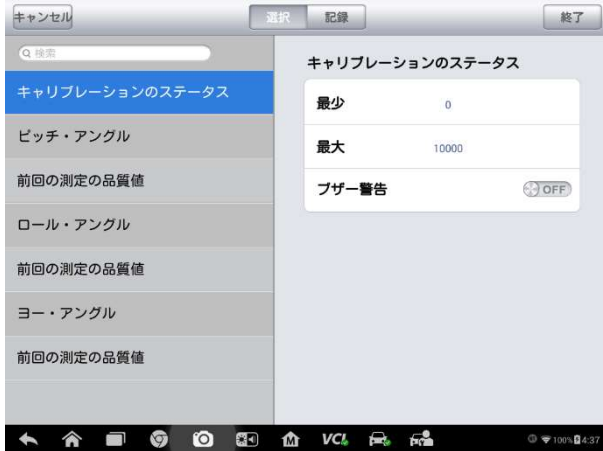 キャンセル
選択
記録
終了
検索
キャリブレーションのステータス
ピッチ・アングル
前回の測定の品質値
ロール・アングル
前回の測定の品質値
ヨー・アングル
前回の測定の品質値
キャリブレーションのステータス
最少 0
最大 10000
ブザー警告 OFF
M VCI 100% 4:37